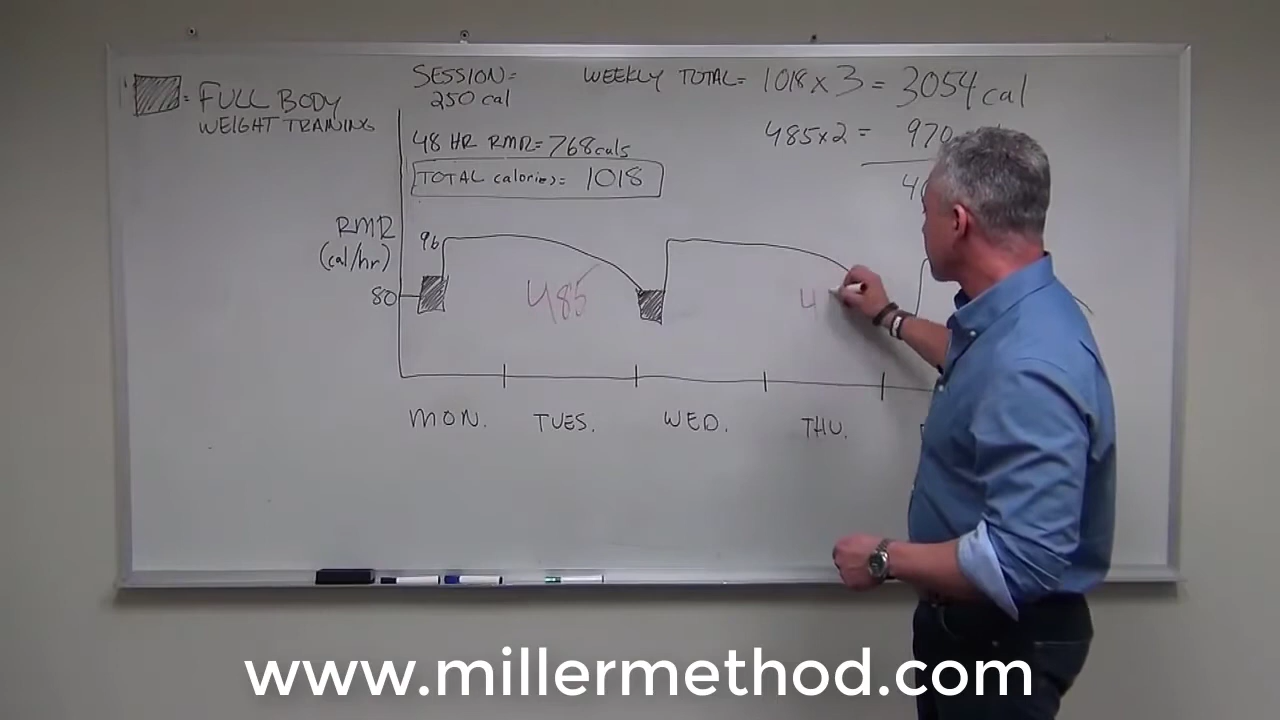 = FULL BODY
WEIGHT TRAINING
SESSION =
250 cal
WEEKLY TOTAL = 1018 x 3 = 3054 cal
48 HR RMR = 768 cals
485 x 2 = 970
TOTAL calories = 1018
RMR
(cal/hr)
96
80
485
MON. TUES. WED. THU.
www.millermethod.com